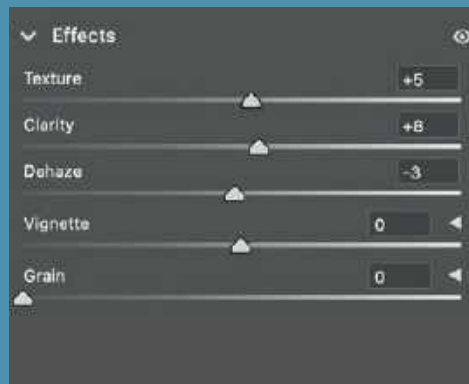 Effects
Texture +5
Clarity +8
Dehaze -3
Vignette 0
Grain 0